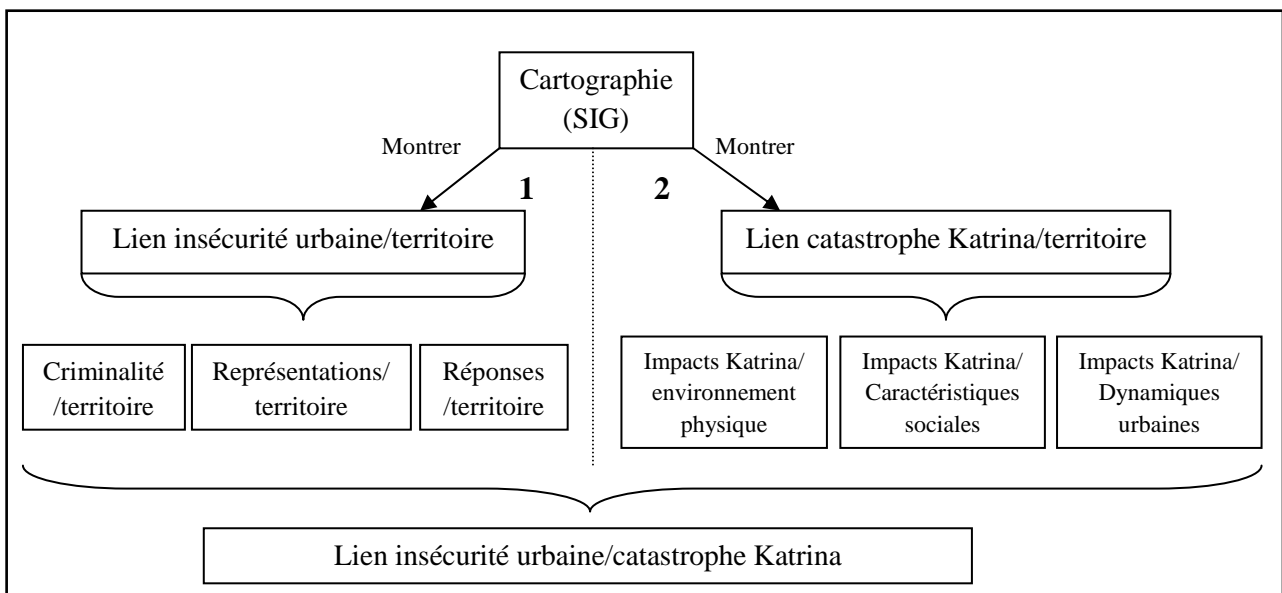 Cartographie
(SIG)
Montrer
Montrer
1
2
Lien insécurité urbaine/territoire
Lien catastrophe Katrina/territoire
Criminalité
/territoire
Représentations/
territoire
Réponses
/territoire
Impacts Katrina/
environnement
physique
Impacts Katrina/
Caractéristiques
sociales
Impacts Katrina/
Dynamiques
urbaines
Lien insécurité urbaine/catastrophe Katrina